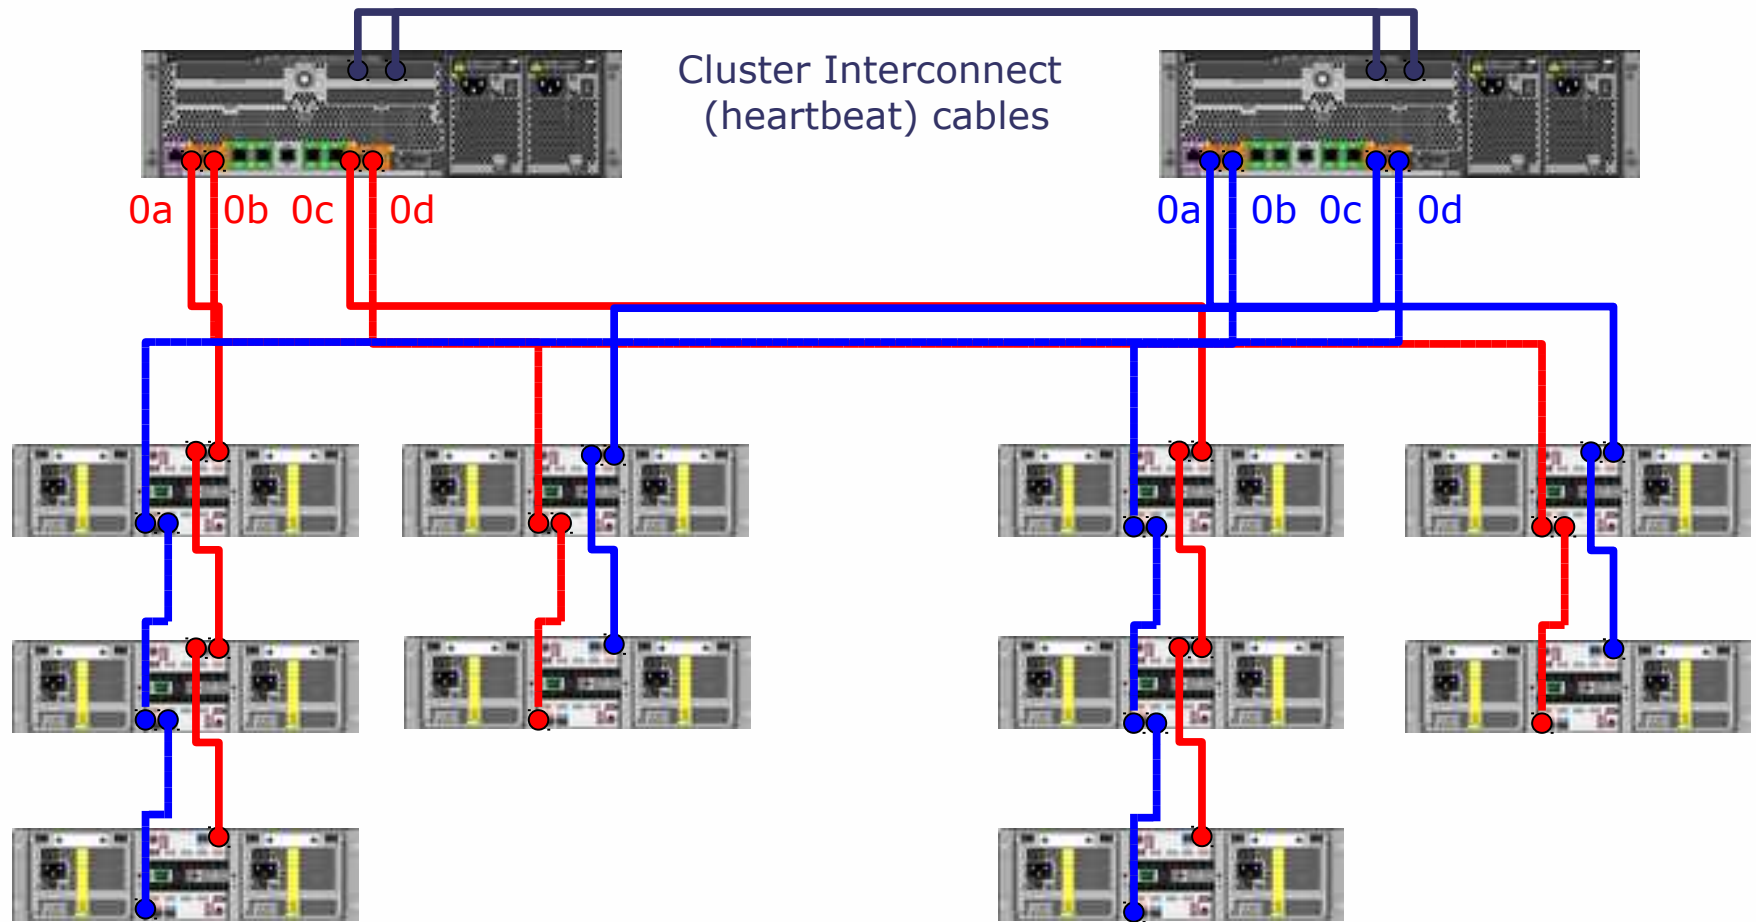 Cluster Interconnect
(heartbeat) cables
0a 0b 0c 0d
0a 0b 0c 0d